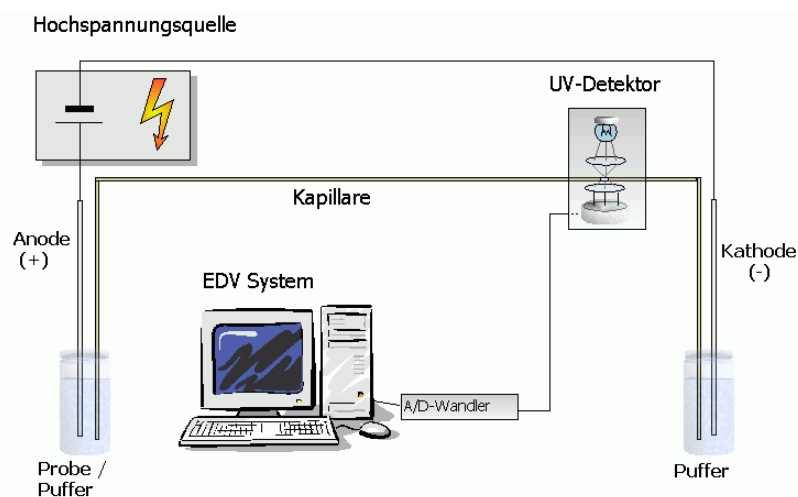 Hochspannungsquelle
UV-Detektor
Kapillare
Anode
(+)
Kathode
(-)
EDV System
A/D-Wandler
Probe /
Puffer
Puffer